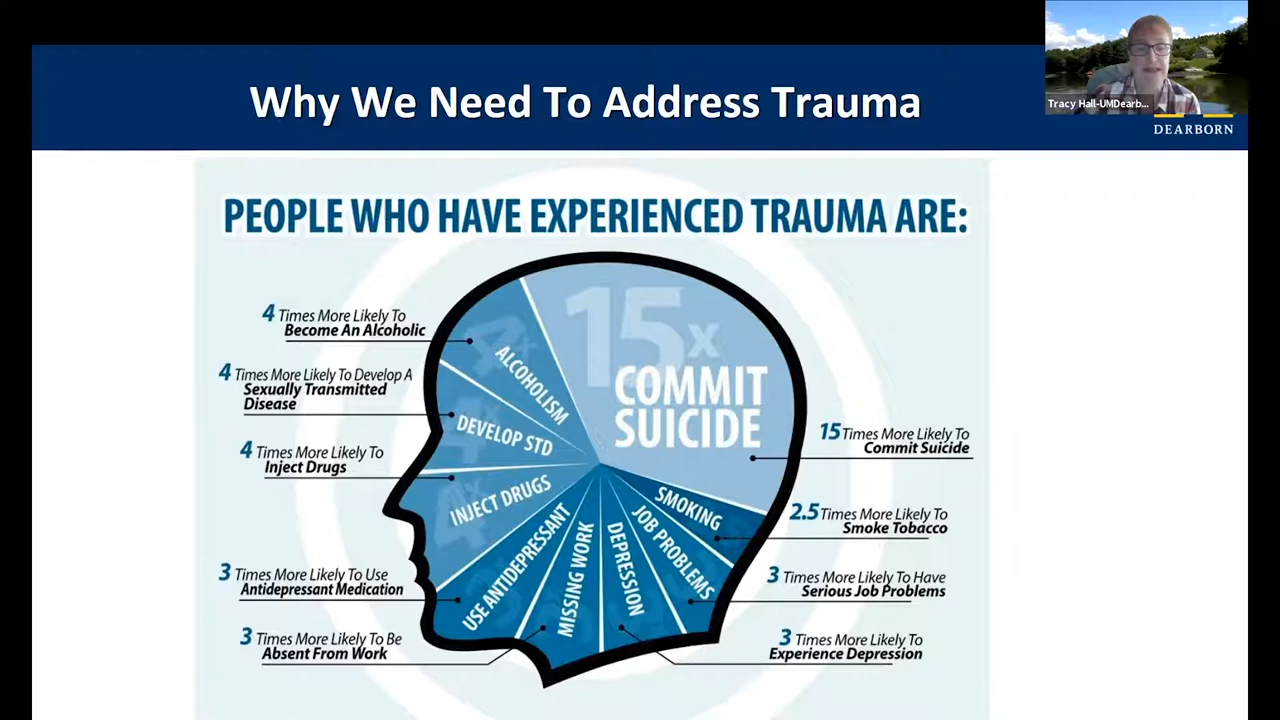 Why We Need To Address Trauma
Tracy Hall-UMDearb...
DEARBORN
PEOPLE WHO HAVE EXPERIENCED TRAUMA ARE:
4 Times More Likely To
Become An Alcoholic
4 Times More Likely To Develop A
Sexually Transmitted
Disease
4 Times More Likely To
Inject Drugs
3 Times More Likely To Use
Antidepressant Medication
3 Times More Likely To Be
Absent From Work
4x
ALCOHOLISM
4x
DEVELOP STD
4x
INJECT DRUGS
USE ANTIDEPRESSANT
MISSING WORK
DEPRESSION
JOB PROBLEMS
SMOKING
15x
COMMIT
SUICIDE
15 Times More Likely To
Commit Suicide
2.5 Times More Likely To
Smoke Tobacco
3 Times More Likely To Have
Serious Job Problems
3 Times More Likely To
Experience Depression